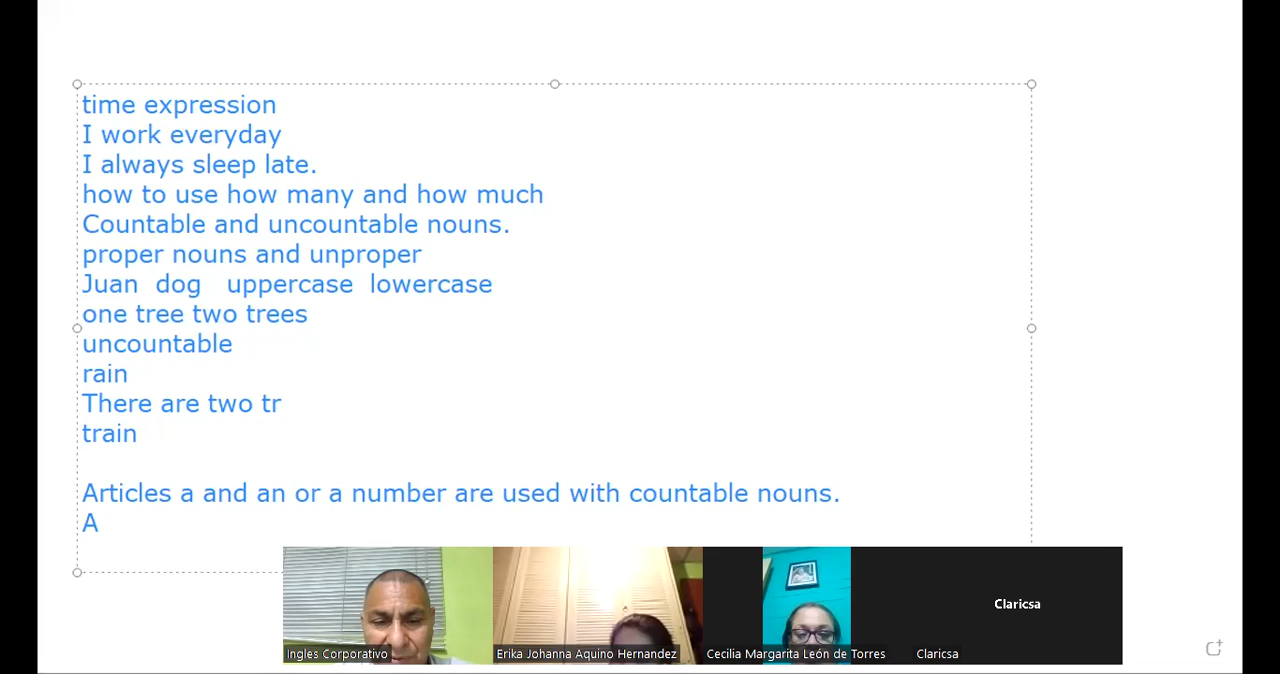 time expression
I work everyday
I always sleep late.
how to use how many and how much
Countable and uncountable nouns.
proper nouns and unproper
Juan dog uppercase lowercase
one tree two trees
uncountable
rain
There are two tr
train
Articles a and an or a number are used with countable nouns.
A
Claricsa
Ingles Corporativo
Erika Johanna Aquino Hernandez
Cecilia Margarita León de Torres
Claricsa